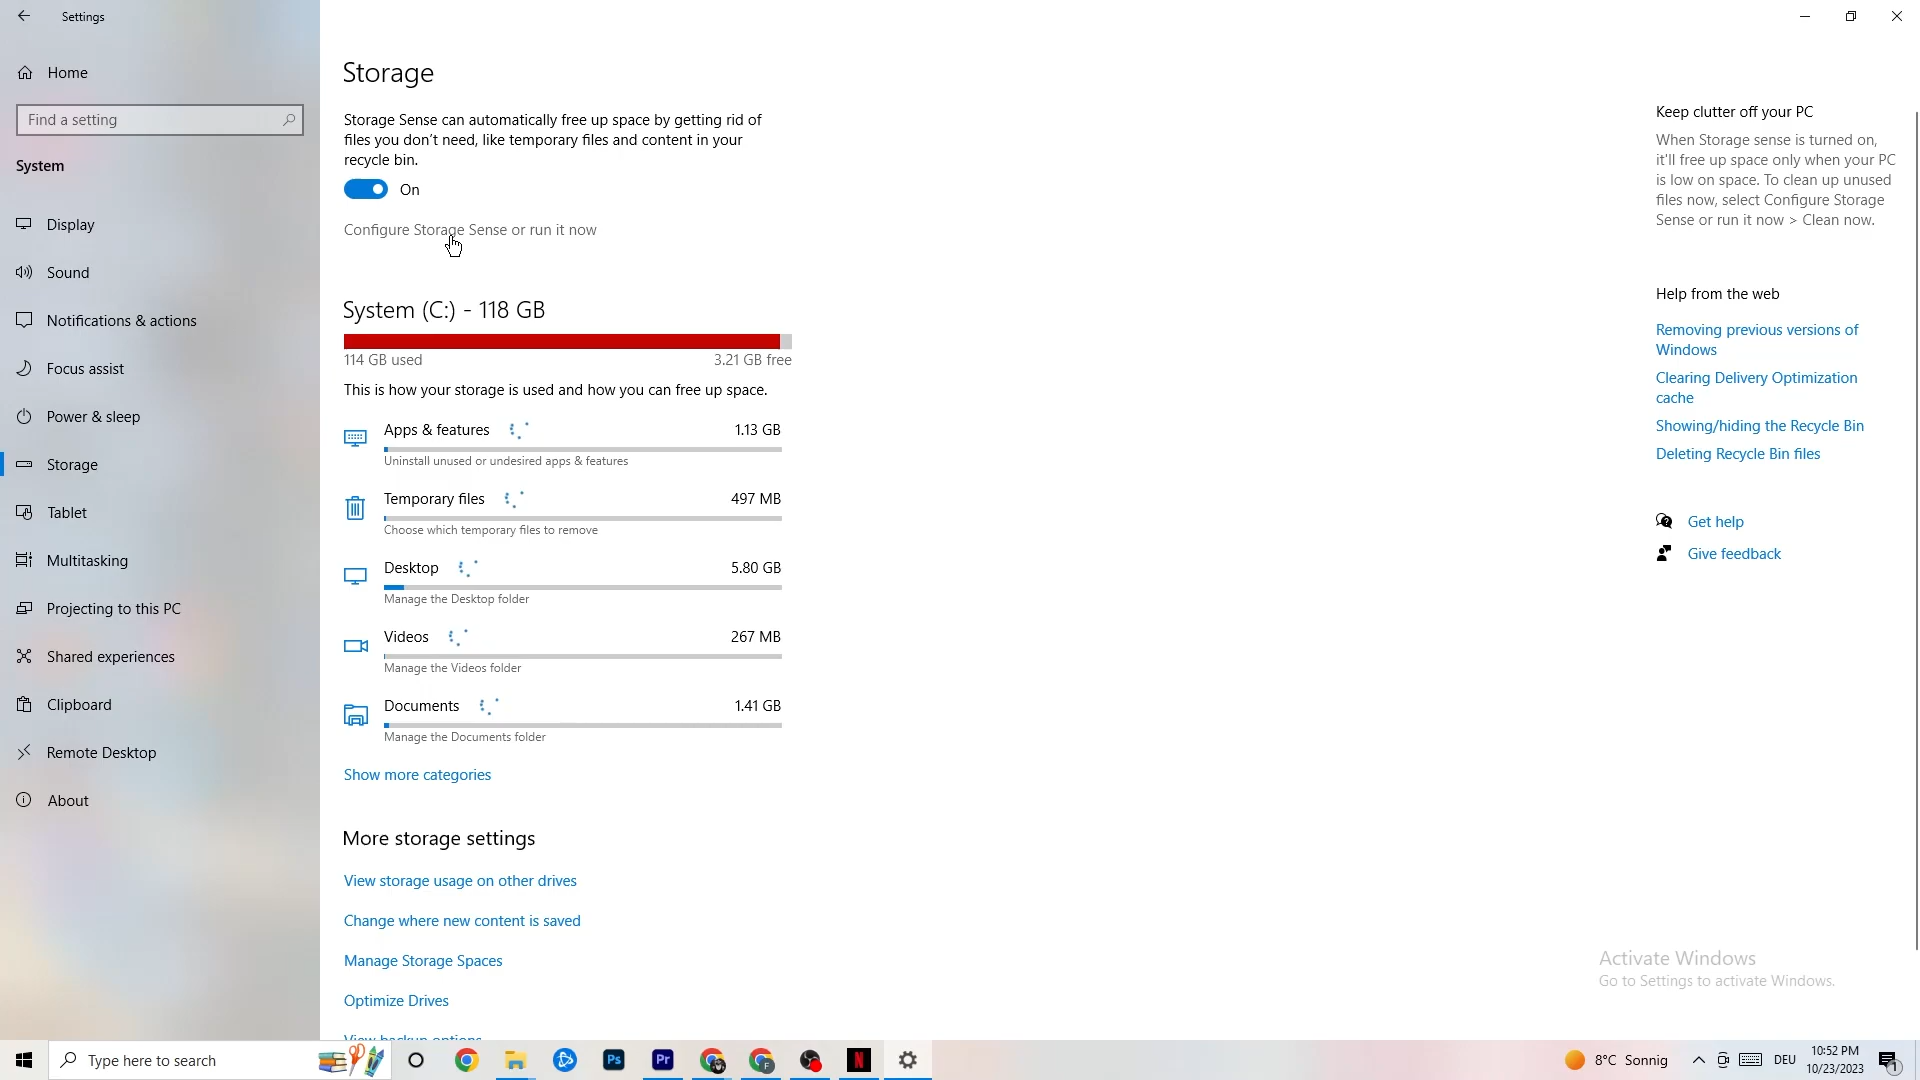 Settings
Home
Find a setting
System
Display
Sound
Notifications & actions
Focus assist
Power & sleep
Storage
Tablet
Multitasking
Projecting to this PC
Shared experiences
Clipboard
Remote Desktop
About
Storage
Storage Sense can automatically free up space by getting rid of
files you don't need, like temporary files and content in your
recycle bin.
On
Configure Storage Sense or run it now
System (C:) - 118 GB
114 GB used
3.21 GB free
This is how your storage is used and how you can free up space.
Apps & features
1.13 GB
Uninstall unused or undesired apps & features
Temporary files
497 MB
Choose which temporary files to remove
Desktop
5.80 GB
Manage the Desktop folder
Videos
267 MB
Manage the Videos folder
Documents
1.41 GB
Manage the Documents folder
Show more categories
More storage settings
View storage usage on other drives
Change where new content is saved
Manage Storage Spaces
Optimize Drives
View backup options
Keep clutter off your PC
When Storage sense is turned on,
it'll free up space only when your PC
is low on space. To clean up unused
files now, select Configure Storage
Sense or run it now > Clean now.
Help from the web
Removing previous versions of
Windows
Clearing Delivery Optimization
cache
Showing/hiding the Recycle Bin
Deleting Recycle Bin files
Get help
Give feedback
Activate Windows
Go to Settings to activate Windows.
Type here to search
Ps
Pr
F
N
8°C Sonnig
DEU
10:52 PM
10/23/2023
1